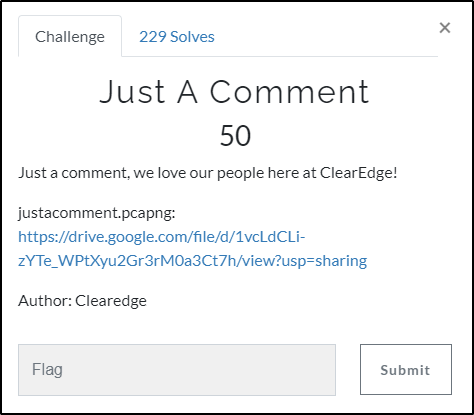 Challenge
229 Solves
×
Just A Comment
50
Just a comment, we love our people here at ClearEdge!
justacomment.pcapng:
https://drive.google.com/file/d/1vcLdCLi-
zYTe_WPtXyu2Gr3rM0a3Ct7h/view?usp=sharing
Author: Clearedge
Flag
Submit